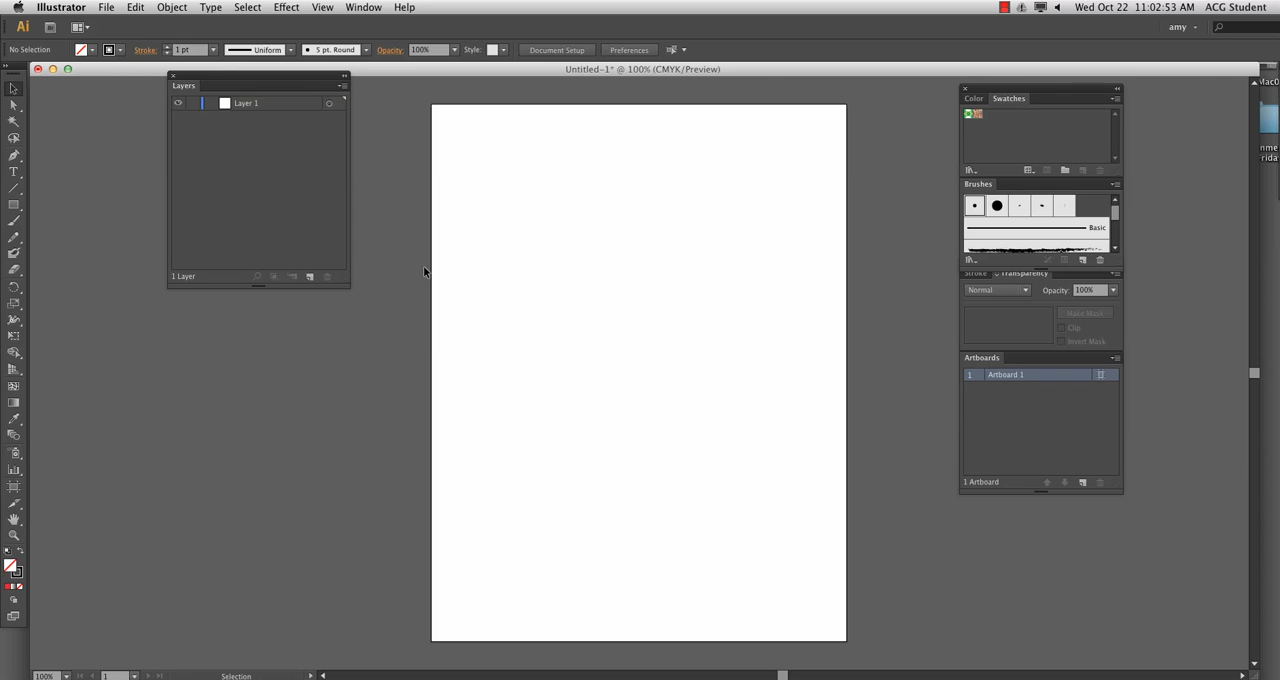 Illustrator File Edit Object Type Select Effect View Window Help Wed Oct 22 11:02:53 AM ACG Student
Ai Br amy
No Selection Stroke: 1 pt Uniform 5 pt. Round Opacity: 100% Style: Document Setup Preferences
Untitled-1* @ 100% (CMYK/Preview)
Layers
Layer 1
1 Layer
Color Swatches
Brushes
Basic
Stroke Transparency
Normal Opacity: 100%
Make Mask
Clip
Invert Mask
Artboards
1 Artboard 1
1 Artboard
100% 1 Selection